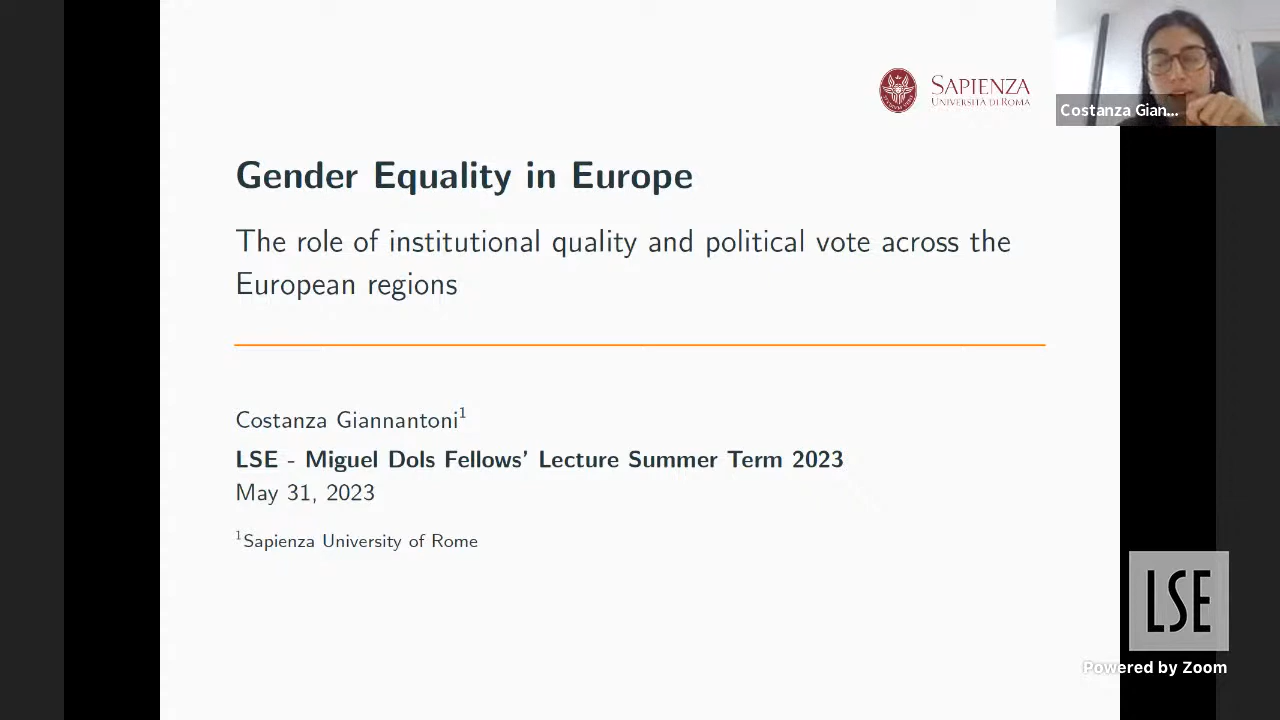 SAPIENZA
UNIVERSITÀ DI ROMA
Costanza Gian...
Gender Equality in Europe
The role of institutional quality and political vote across the
European regions
Costanza Giannantoni1
LSE - Miguel Dols Fellows' Lecture Summer Term 2023
May 31, 2023
1Sapienza University of Rome
LSE
Powered by Zoom